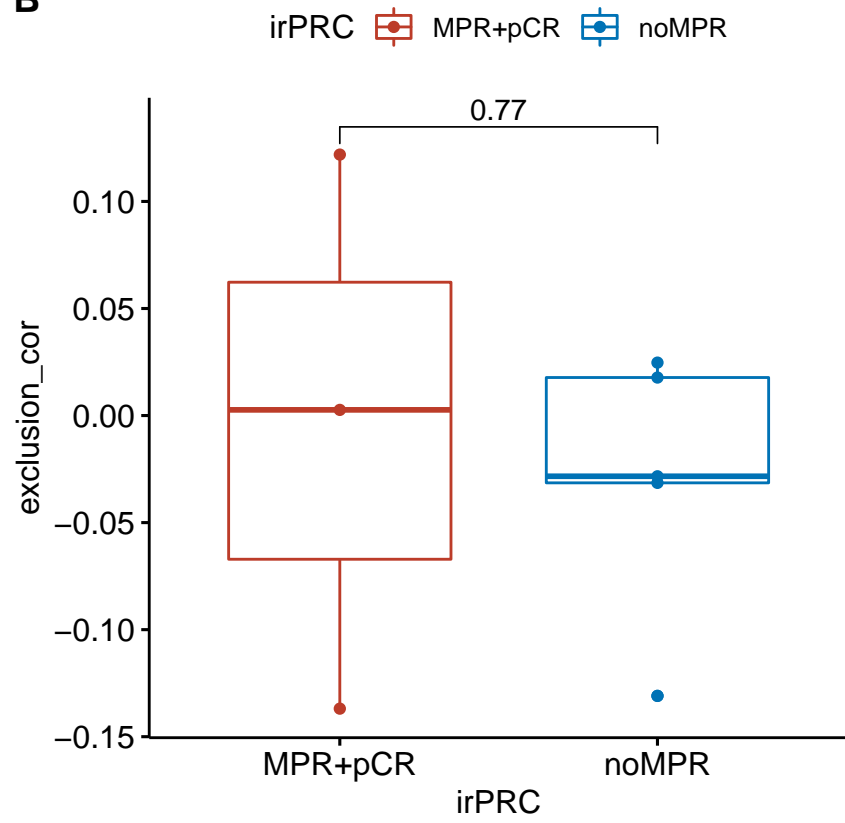 B
irPRC MPR+pCR noMPR
0.77
0.10
0.05
0.00
−0.05
−0.10
−0.15
exclusion_cor
MPR+pCR noMPR
irPRC